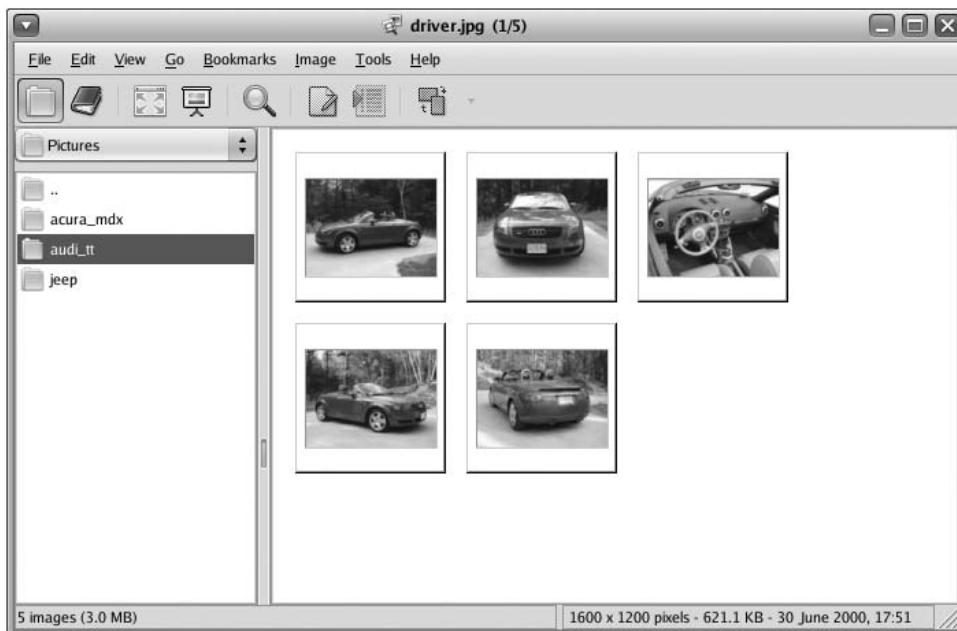 driver.jpg (1/5)
File Edit View Go Bookmarks Image Tools Help
Pictures
..
acura_mdx
audi_tt
jeep
5 images (3.0 MB)
1600 x 1200 pixels - 621.1 KB - 30 June 2000, 17:51